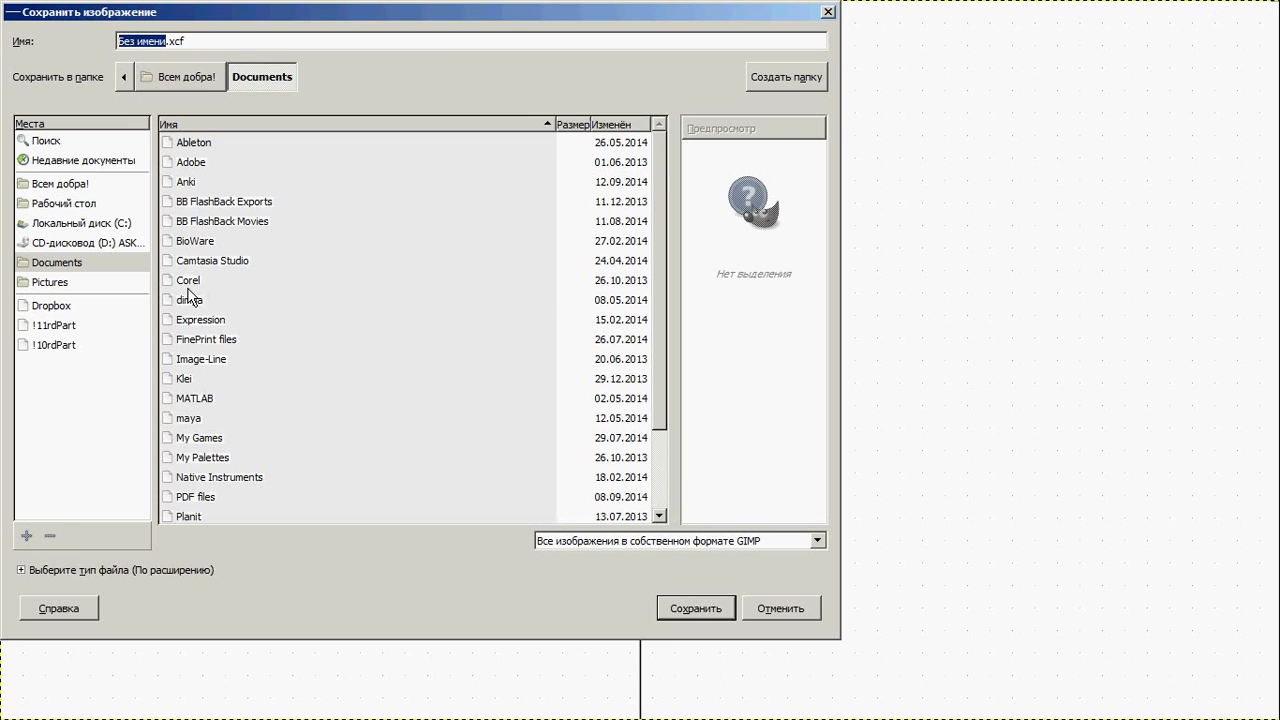 Сохранить изображение
Имя: Без имени.xcf
Сохранить в папке Всем добра! Documents Создать папку
Места
Поиск
Недавние документы
Всем добра!
Рабочий стол
Локальный диск (C:)
CD-дисковод (D:) ASK...
Documents
Pictures
Dropbox
!11rdPart
!10rdPart
Имя Размер Изменён
Ableton 26.05.2014
Adobe 01.06.2013
Anki 12.09.2014
BB FlashBack Exports 11.12.2013
BB FlashBack Movies 11.08.2014
BioWare 27.02.2014
Camtasia Studio 24.04.2014
Corel 26.10.2013
08.05.2014
Expression 15.02.2014
FinePrint files 26.07.2014
Image-Line 20.06.2013
Klei 29.12.2013
MATLAB 02.05.2014
maya 12.05.2014
My Games 29.07.2014
My Palettes 26.10.2013
Native Instruments 18.02.2014
PDF files 08.09.2014
Planit 13.07.2013
Предпросмотр
Нет выделения
Все изображения в собственном формате GIMP
Выберите тип файла (По расширению)
Справка Сохранить Отменить